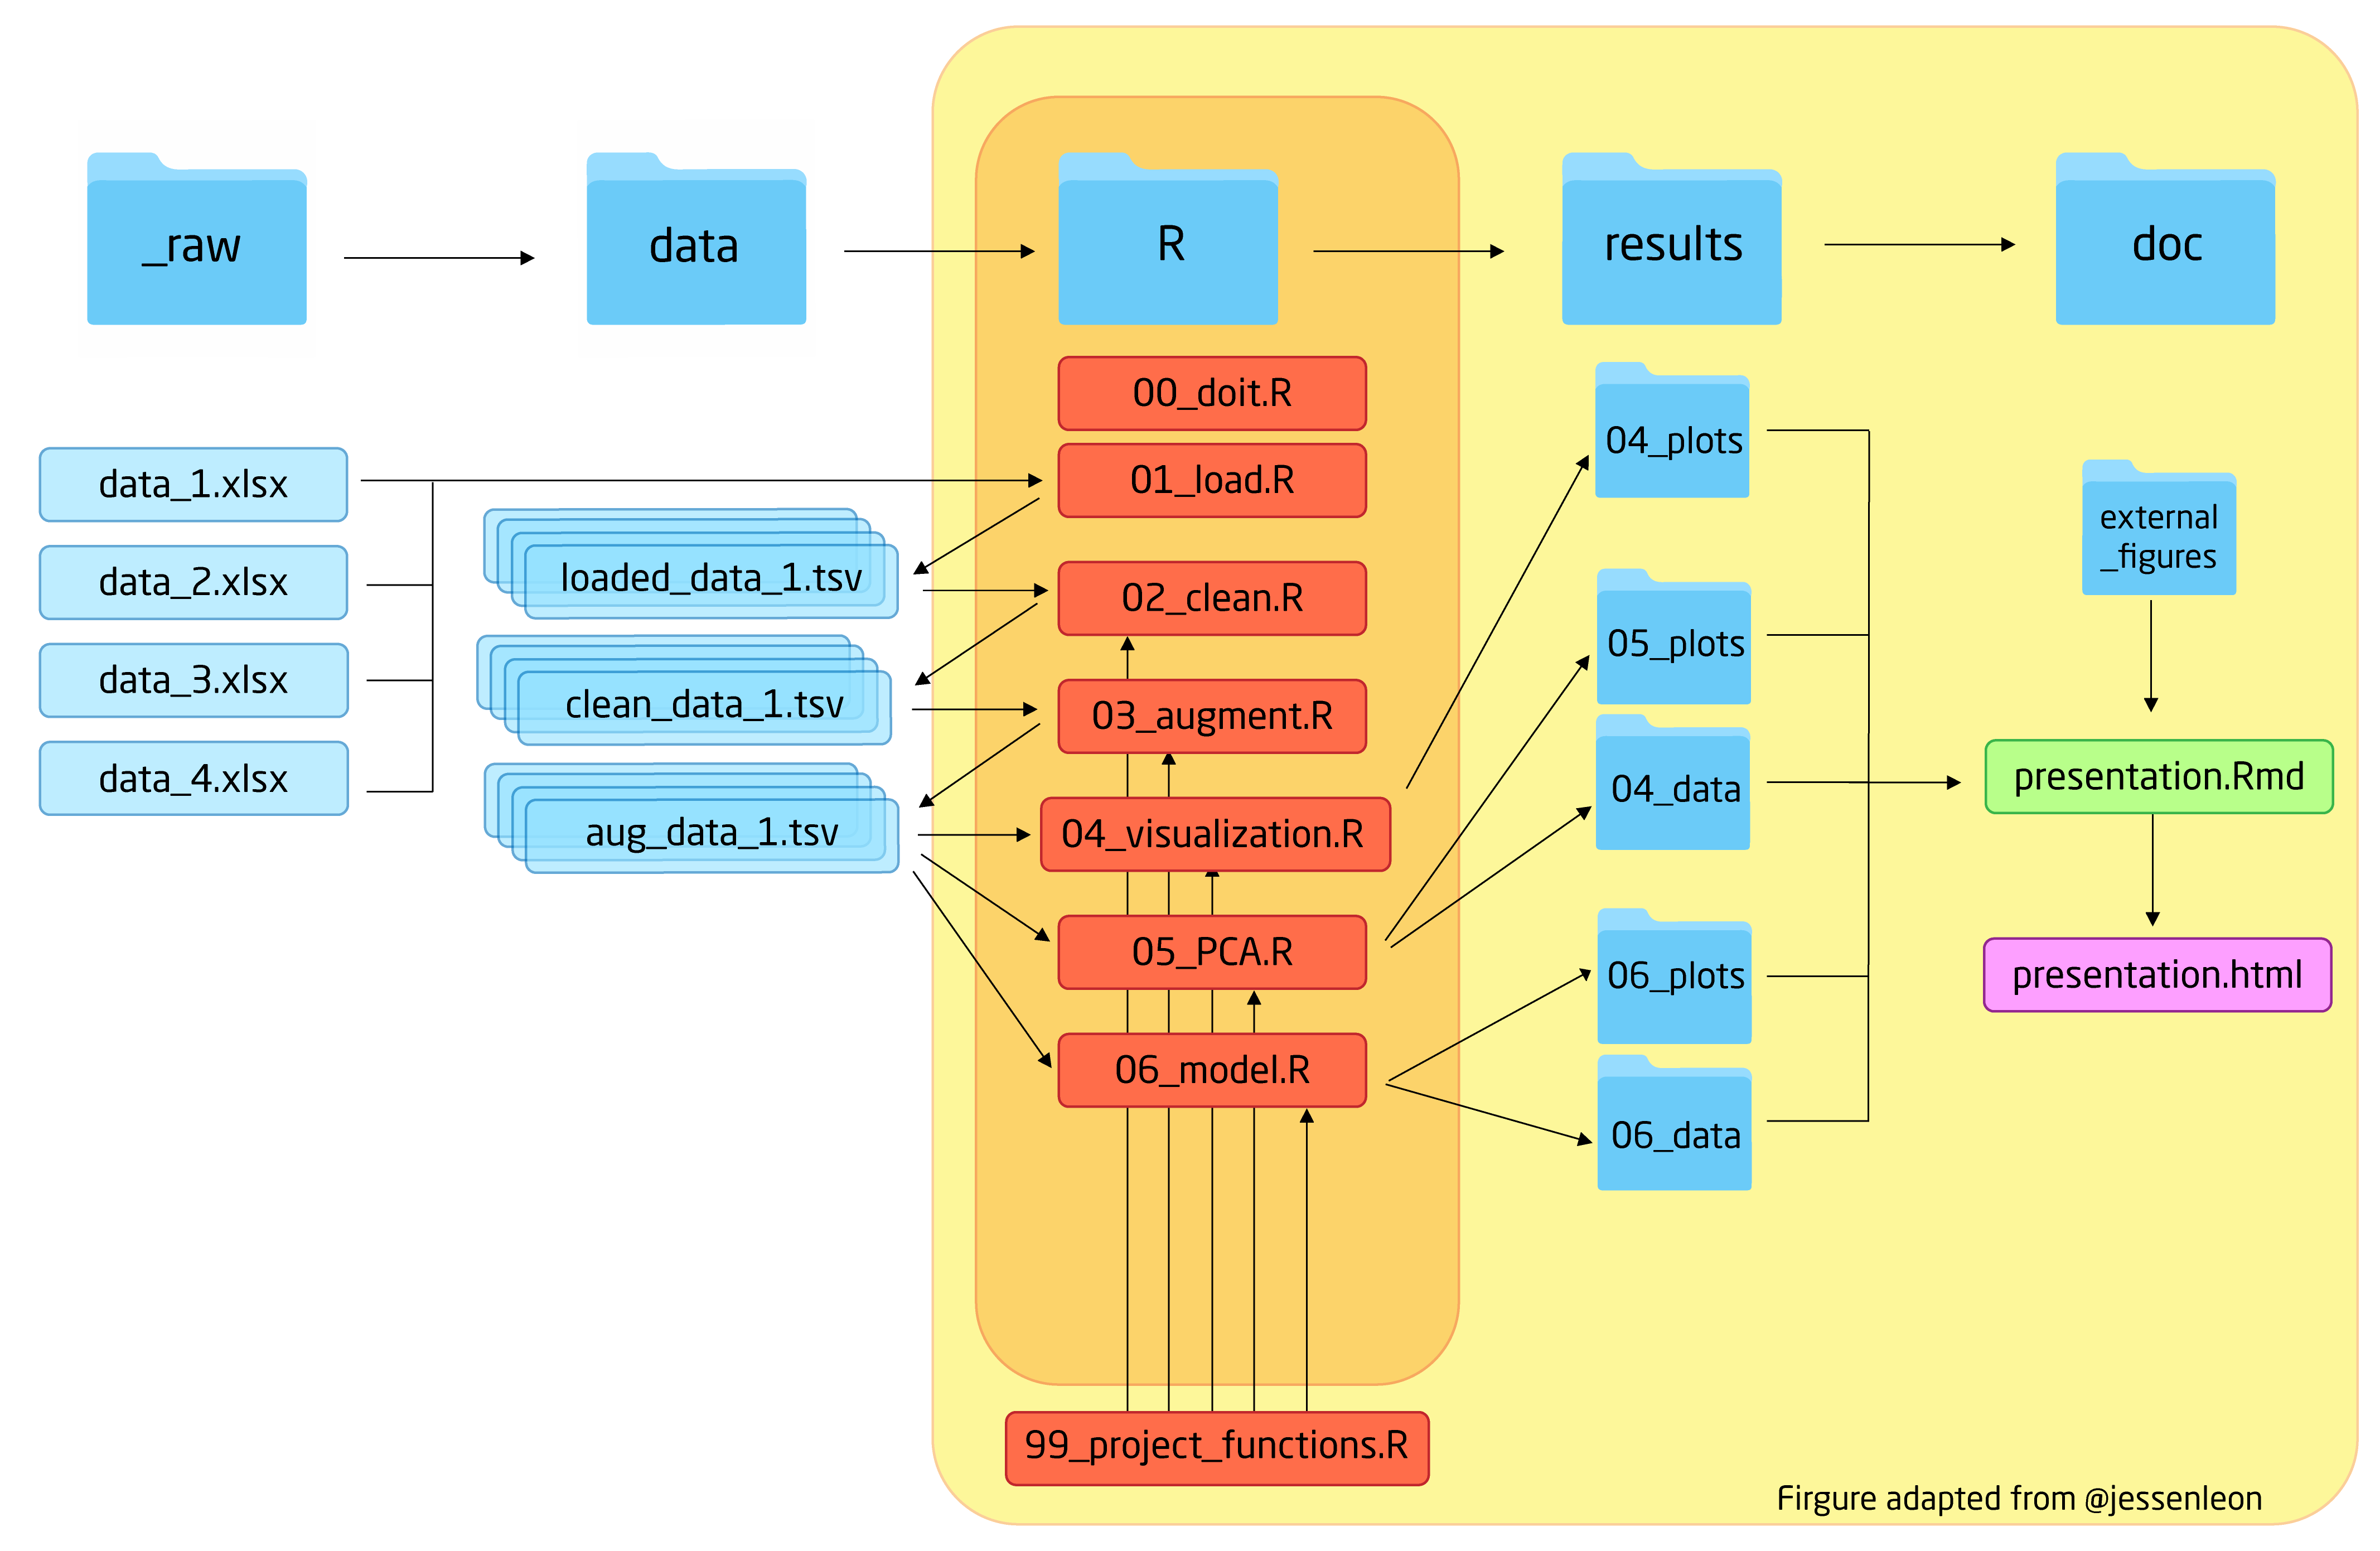 _raw
data
R
results
doc
data_1.xlsx
data_2.xlsx
data_3.xlsx
data_4.xlsx
loaded_data_1.tsv
clean_data_1.tsv
aug_data_1.tsv
00_doit.R
01_load.R
02_clean.R
03_augment.R
04_visualization.R
05_PCA.R
06_model.R
99_project_functions.R
04_plots
05_plots
04_data
06_plots
06_data
external
_figures
presentation.Rmd
presentation.html
Firgure adapted from @jessenleon